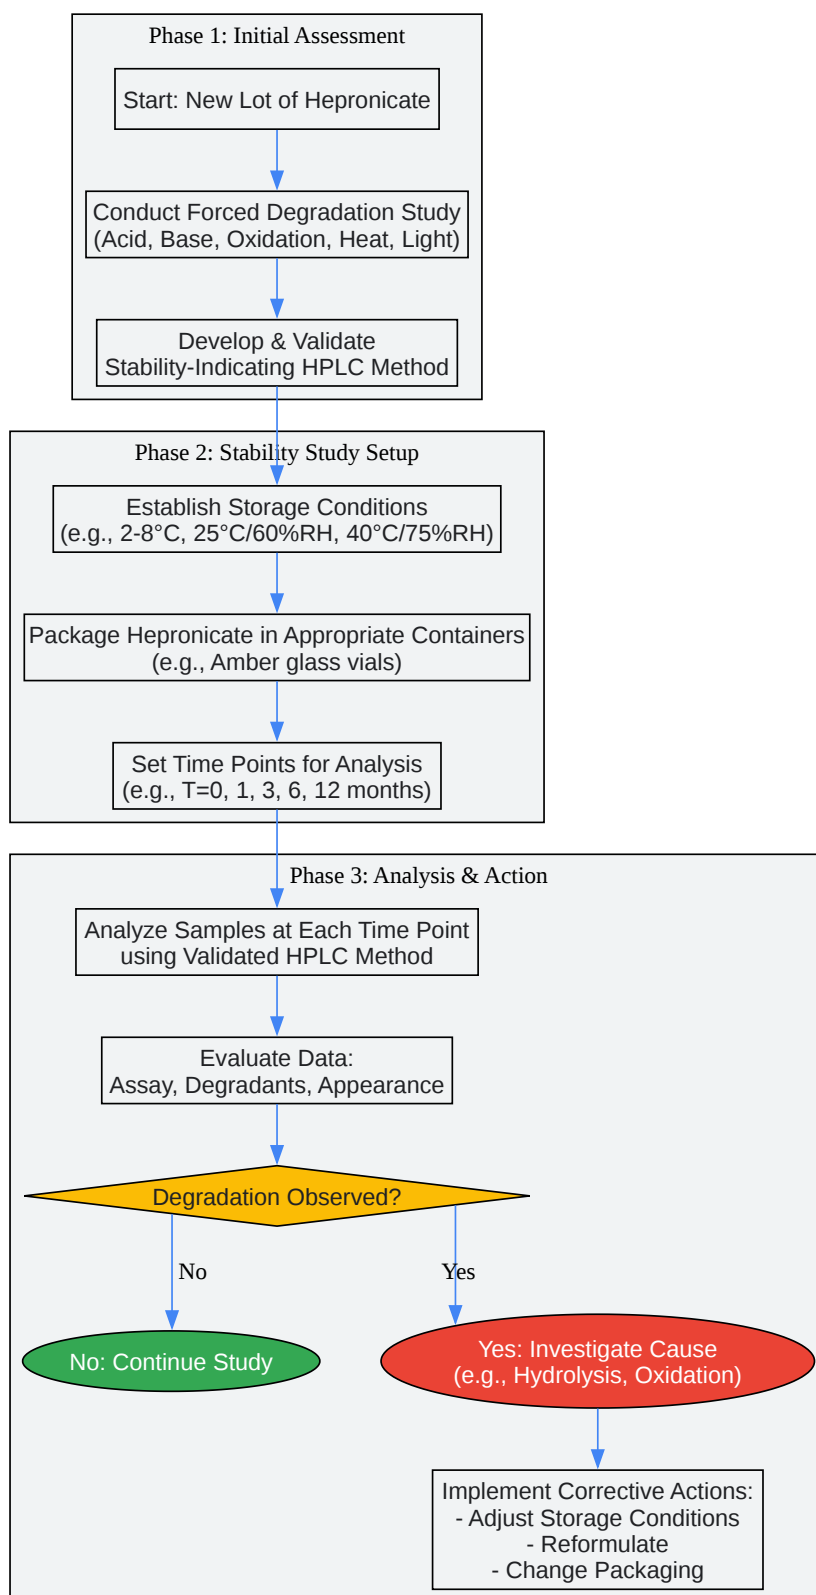 Phase 1: Initial Assessment
Start: New Lot of Hepronicate
Conduct Forced Degradation Study
(Acid, Base, Oxidation, Heat, Light)
Develop & Validate
Stability-Indicating HPLC Method
Phase 2: Stability Study Setup
Establish Storage Conditions
(e.g., 2-8°C, 25°C/60%RH, 40°C/75%RH)
Package Hepronicate in Appropriate Containers
(e.g., Amber glass vials)
Set Time Points for Analysis
(e.g., T=0, 1, 3, 6, 12 months)
Phase 3: Analysis & Action
Analyze Samples at Each Time Point
using Validated HPLC Method
Evaluate Data:
Assay, Degradants, Appearance
Degradation Observed?
No
Yes
No: Continue Study
Yes: Investigate Cause
(e.g., Hydrolysis, Oxidation)
Implement Corrective Actions:
- Adjust Storage Conditions
- Reformulate
- Change Packaging